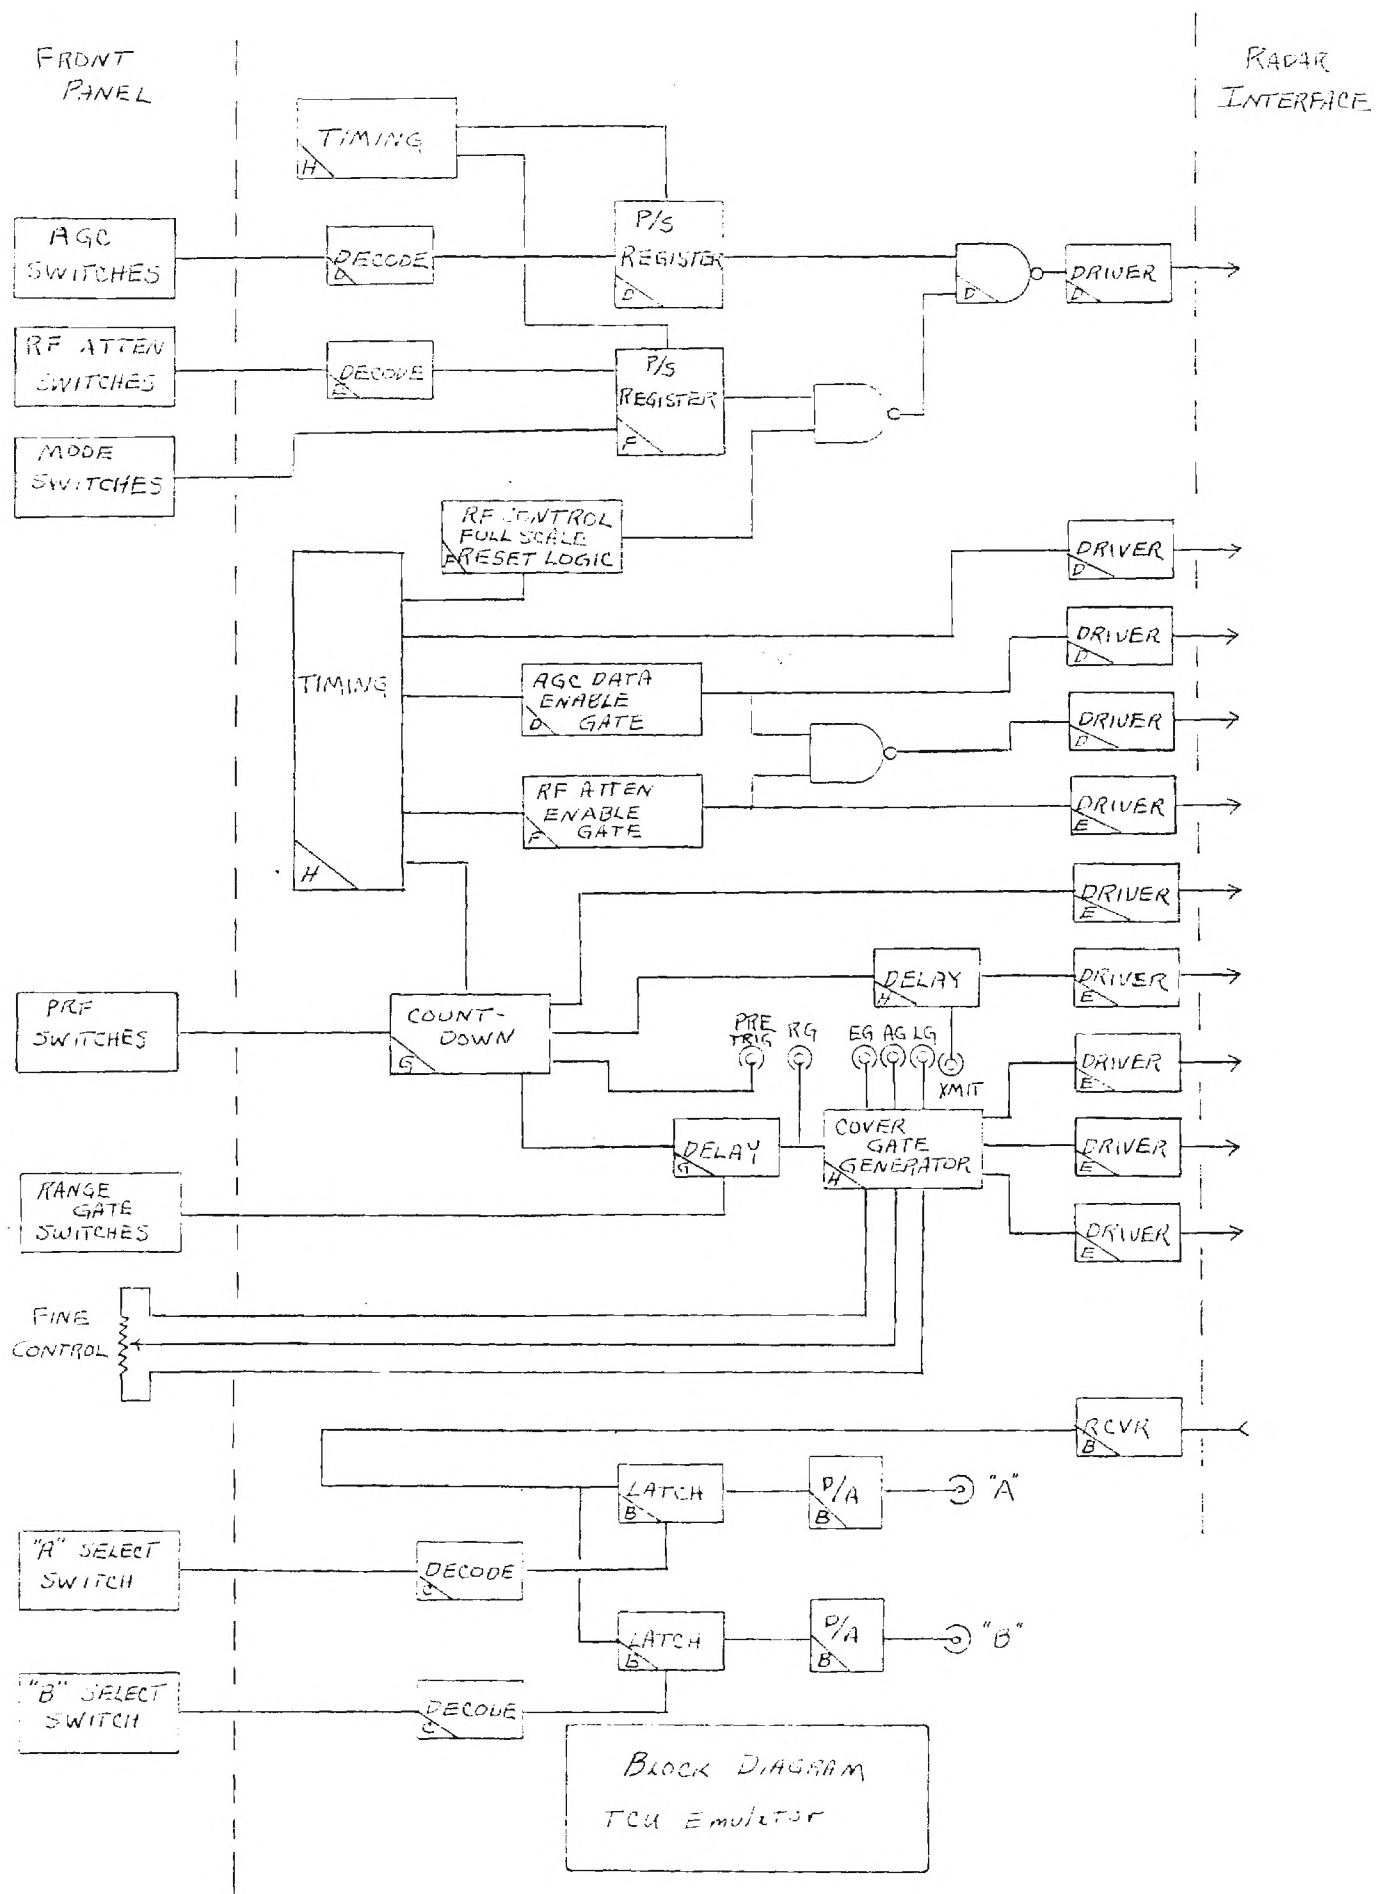 FRONT
PANEL
RADAR
INTERFACE
TIMING
H
AGC
SWITCHES
DECODE
D
P/S
REGISTER
D
D
DRIVER
D
RF ATTEN
SWITCHES
DECODE
P/S
REGISTER
F
MODE
SWITCHES
RF CONTROL
FULL SCALE
RESET LOGIC
F
DRIVER
D
TIMING
H
AGC DATA
ENABLE
GATE
D
DRIVER
D
DRIVER
D
RF ATTEN
ENABLE
GATE
F
DRIVER
E
DRIVER
E
PRF
SWITCHES
COUNT-
DOWN
G
DELAY
H
DRIVER
E
PRE
TRIG
RG
EG
AG
LG
XMIT
DRIVER
E
DELAY
G
COVER
GATE
GENERATOR
H
DRIVER
E
RANGE
GATE
SWITCHES
DRIVER
E
FINE
CONTROL
RCVR
B
LATCH
B
D/A
B
"A"
"A" SELECT
SWITCH
DECODE
C
LATCH
B
D/A
B
"B"
"B" SELECT
SWITCH
DECODE
C
BLOCK DIAGRAM
TCU Emulator